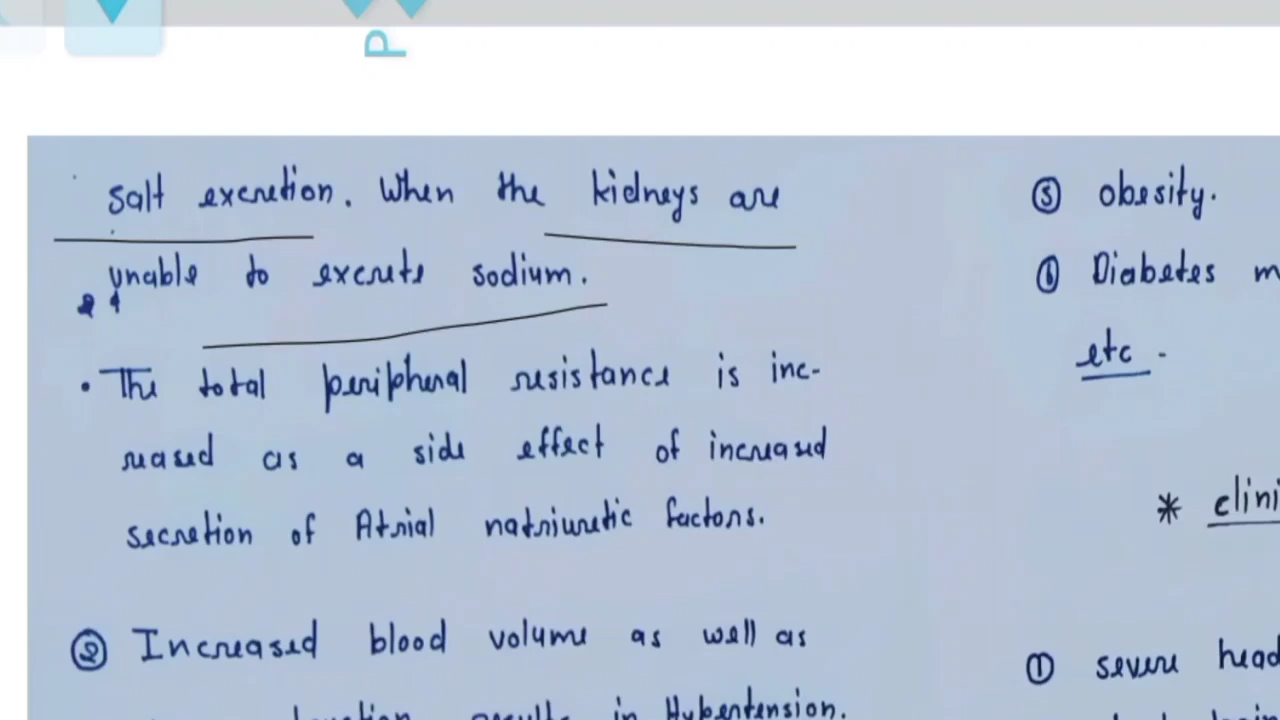 P
salt excretion. When the kidneys are
unable to excrete sodium.
• The total peripheral resistance is inc-
reased as a side effect of increased
secretion of Atrial natriuretic factors.
② Increased blood volume as well as
results in Hypertension.
⑤ obesity.
⑥ Diabetes m
etc.
* clini
① severe head